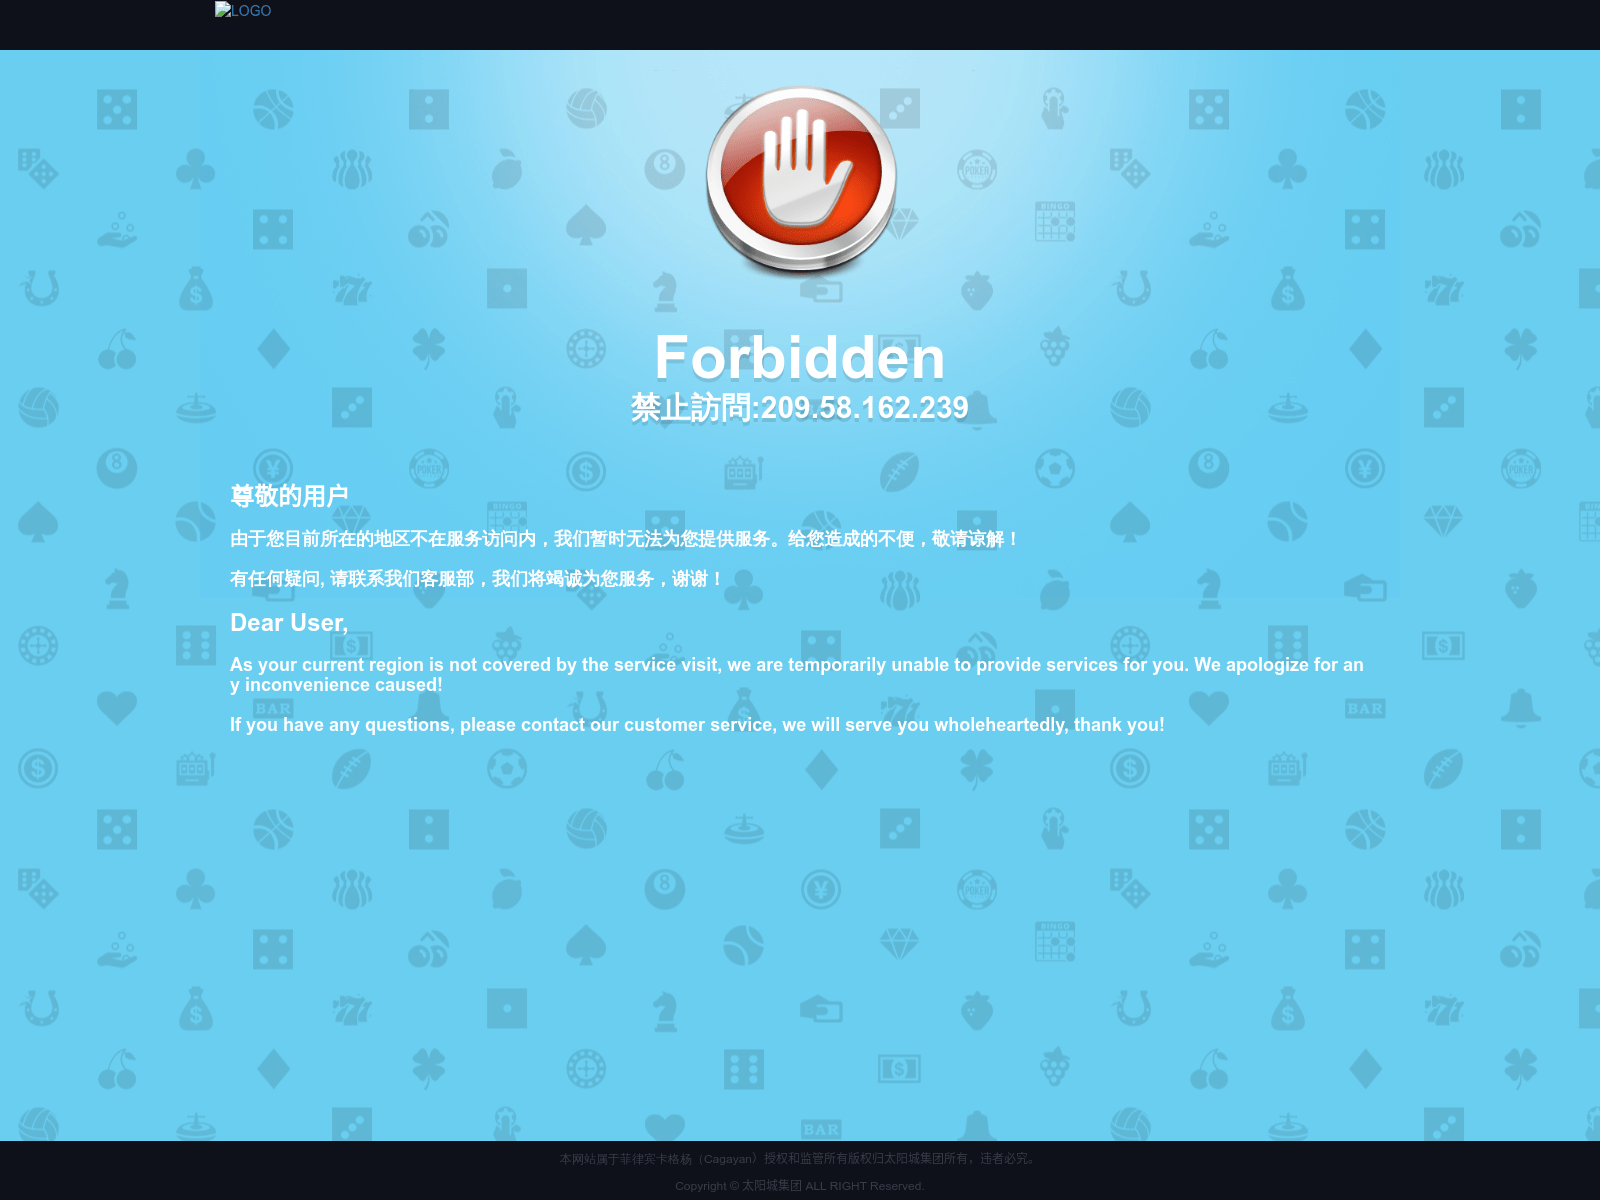 LOGO
Forbidden
禁止訪問:209.58.162.239
尊敬的用户
由于您目前所在的地区不在服务访问内，我们暂时无法为您提供服务。给您造成的不便，敬请谅解！
有任何疑问, 请联系我们客服部，我们将竭诚为您服务，谢谢！
Dear User,
As your current region is not covered by the service visit, we are temporarily unable to provide services for you. We apologize for an
y inconvenience caused!
If you have any questions, please contact our customer service, we will serve you wholeheartedly, thank you!
本网站属于菲律宾卡格杨（Cagayan）授权和监管所有版权归太阳城集团所有，违者必究。
Copyright © 太阳城集团 ALL RIGHT Reserved.